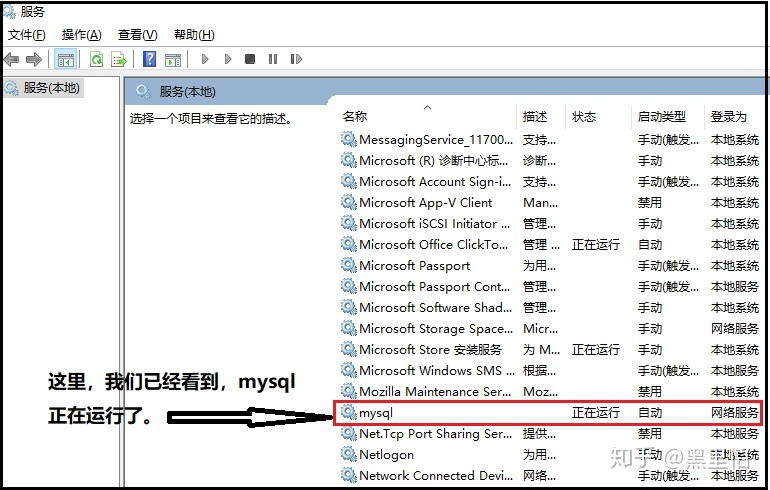 服务
文件(F) 操作(A) 查看(V) 帮助(H)
服务(本地)
服务(本地)
选择一个项目来查看它的描述。
名称 描述 状态 启动类型 登录为
MessagingService_11700... 支持... 手动(触发... 本地系统
Microsoft (R) 诊断中心标... 诊断... 手动 本地系统
Microsoft Account Sign-i... 支持... 手动(触发... 本地系统
Microsoft App-V Client Man... 禁用 本地系统
Microsoft iSCSI Initiator ... 管理... 手动 本地系统
Microsoft Office ClickTo... 管理 ... 正在运行 自动 本地系统
Microsoft Passport 为用... 手动(触发... 本地系统
Microsoft Passport Cont... 管理... 手动(触发... 本地服务
Microsoft Software Shad... 管理... 手动 本地系统
Microsoft Storage Space... Micr... 手动 网络服务
Microsoft Store 安装服务 为 M... 正在运行 手动 本地系统
Microsoft Windows SMS ... 根据... 手动(触发... 本地服务
Mozilla Maintenance Ser... Moz... 禁用 本地系统
mysql 正在运行 自动 网络服务
Net.Tcp Port Sharing Ser... 提供... 禁用 本地服务
Netlogon 为用... 手动 本地系统
Network Connected Devi... 网络... 手动(触发... 本地服务
这里，我们已经看到，mysql
正在运行了。
知乎 @黑里旧